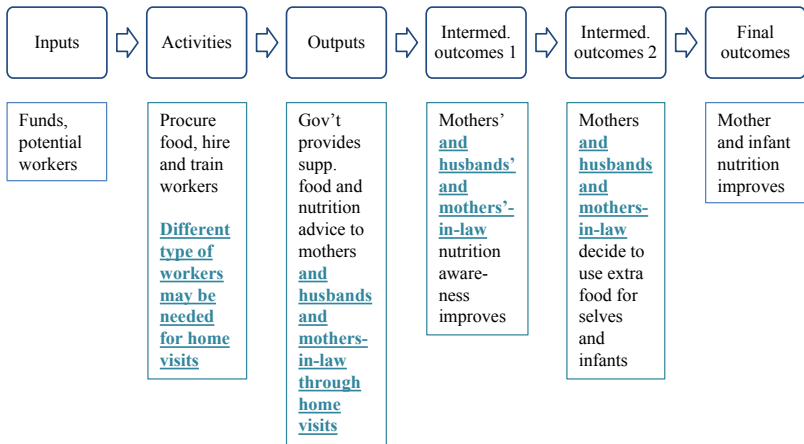 Inputs
Activities
Outputs
Intermed.
outcomes 1
Intermed.
outcomes 2
Final
outcomes
Funds,
potential
workers
Procure
food, hire
and train
workers
Different
type of
workers
may be
needed
for home
visits
Gov't
provides
supp.
food and
nutrition
advice to
mothers
and
husbands
and
mothers-
in-law
through
home
visits
Mothers'
and
husbands'
and
mothers'-
in-law
nutrition
aware-
ness
improves
Mothers
and
husbands
and
mothers-
in-law
decide to
use extra
food for
selves
and
infants
Mother
and infant
nutrition
improves